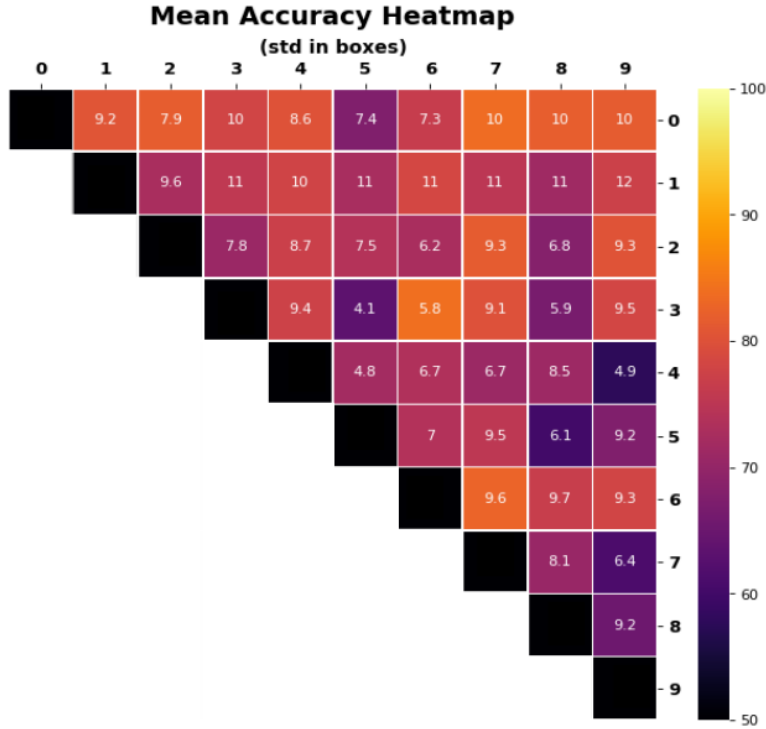 Mean Accuracy Heatmap
(std in boxes)
0 1 2 3 4 5 6 7 8 9
9.2 7.9 10 8.6 7.4 7.3 10 10 10 0
9.6 11 10 11 11 11 11 12 1
7.8 8.7 7.5 6.2 9.3 6.8 9.3 2
9.4 4.1 5.8 9.1 5.9 9.5 3
4.8 6.7 6.7 8.5 4.9 4
7 9.5 6.1 9.2 5
9.6 9.7 9.3 6
8.1 6.4 7
9.2 8
9
100
90
80
70
60
50